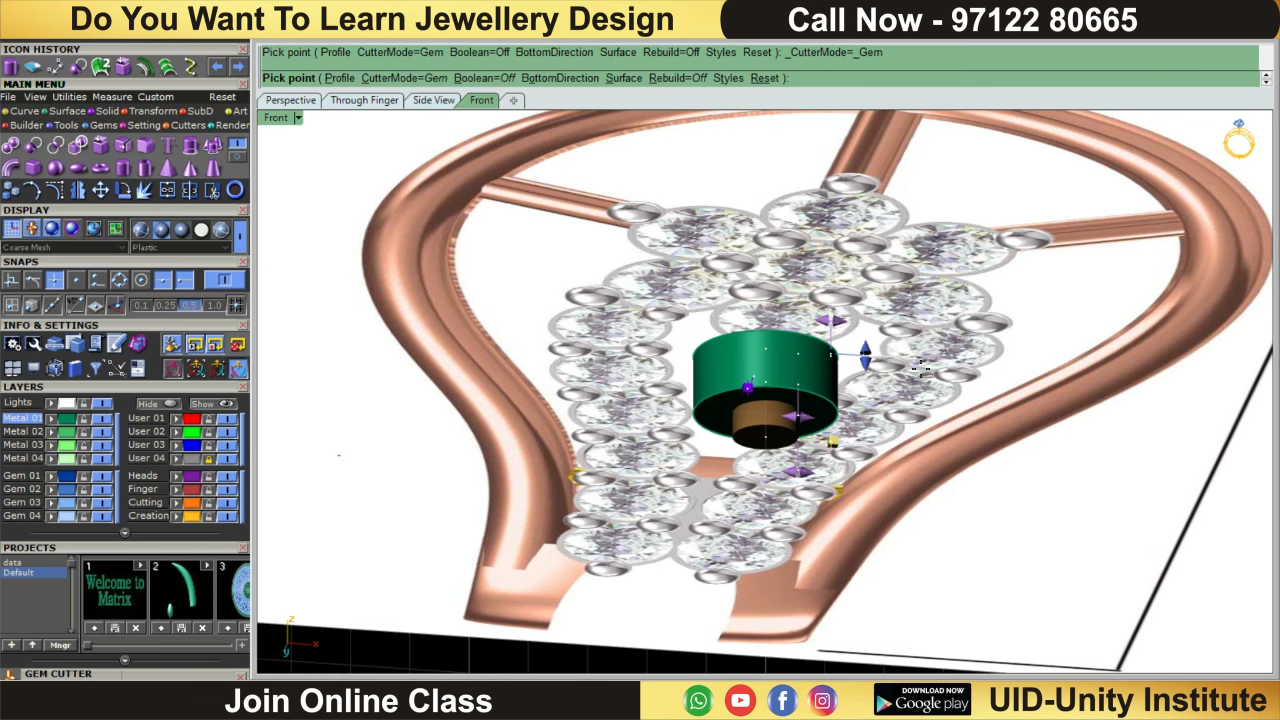 Do You Want To Learn Jewellery Design
Call Now - 97122 80665
ICON HISTORY
MAIN MENU
File View Utilities Measure Custom Reset
Curve Surface Solid Transform SubD Art
Builder Tools Gems Setting Cutters Render
DISPLAY
Coarse Mesh Plastic
SNAPS
0.1 0.25 0.5 1.0
INFO & SETTINGS
LAYERS
Lights Hide Show
Metal 01 User 01
Metal 02 User 02
Metal 03 User 03
Metal 04 User 04
Gem 01 Heads
Gem 02 Finger
Gem 03 Cutting
Gem 04 Creation
PROJECTS
data
Default
1 2 3
Welcome to
Matrix
Mngr
GEM CUTTER
Pick point ( Profile CutterMode=Gem Boolean=Off BottomDirection Surface Rebuild=Off Styles Reset ): _CutterMode=_Gem
Pick point ( Profile CutterMode=Gem Boolean=Off BottomDirection Surface Rebuild=Off Styles Reset ):
Perspective Through Finger Side View Front
Front
z
x
y
Join Online Class
DOWNLOAD NOW
Google play
UID-Unity Institute